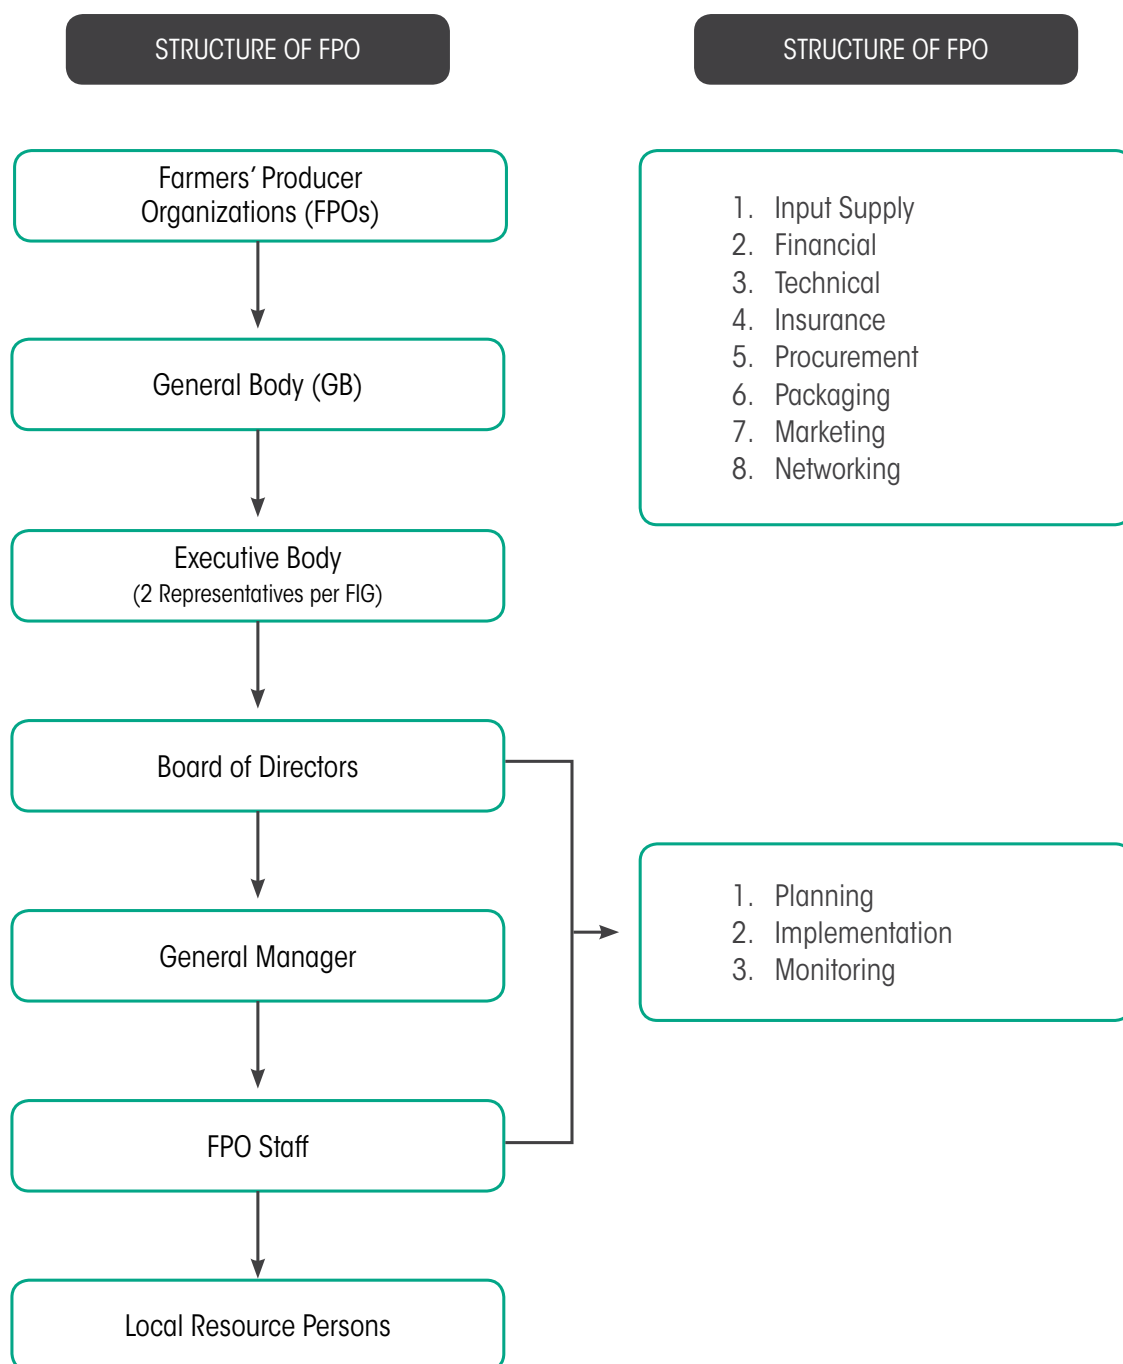 STRUCTURE OF FPO
Farmers’ Producer
Organizations (FPOs)
General Body (GB)
Executive Body
(2 Representatives per FIG)
Board of Directors
General Manager
FPO Staff
Local Resource Persons
STRUCTURE OF FPO
1. Input Supply
2. Financial
3. Technical
4. Insurance
5. Procurement
6. Packaging
7. Marketing
8. Networking
1. Planning
2. Implementation
3. Monitoring